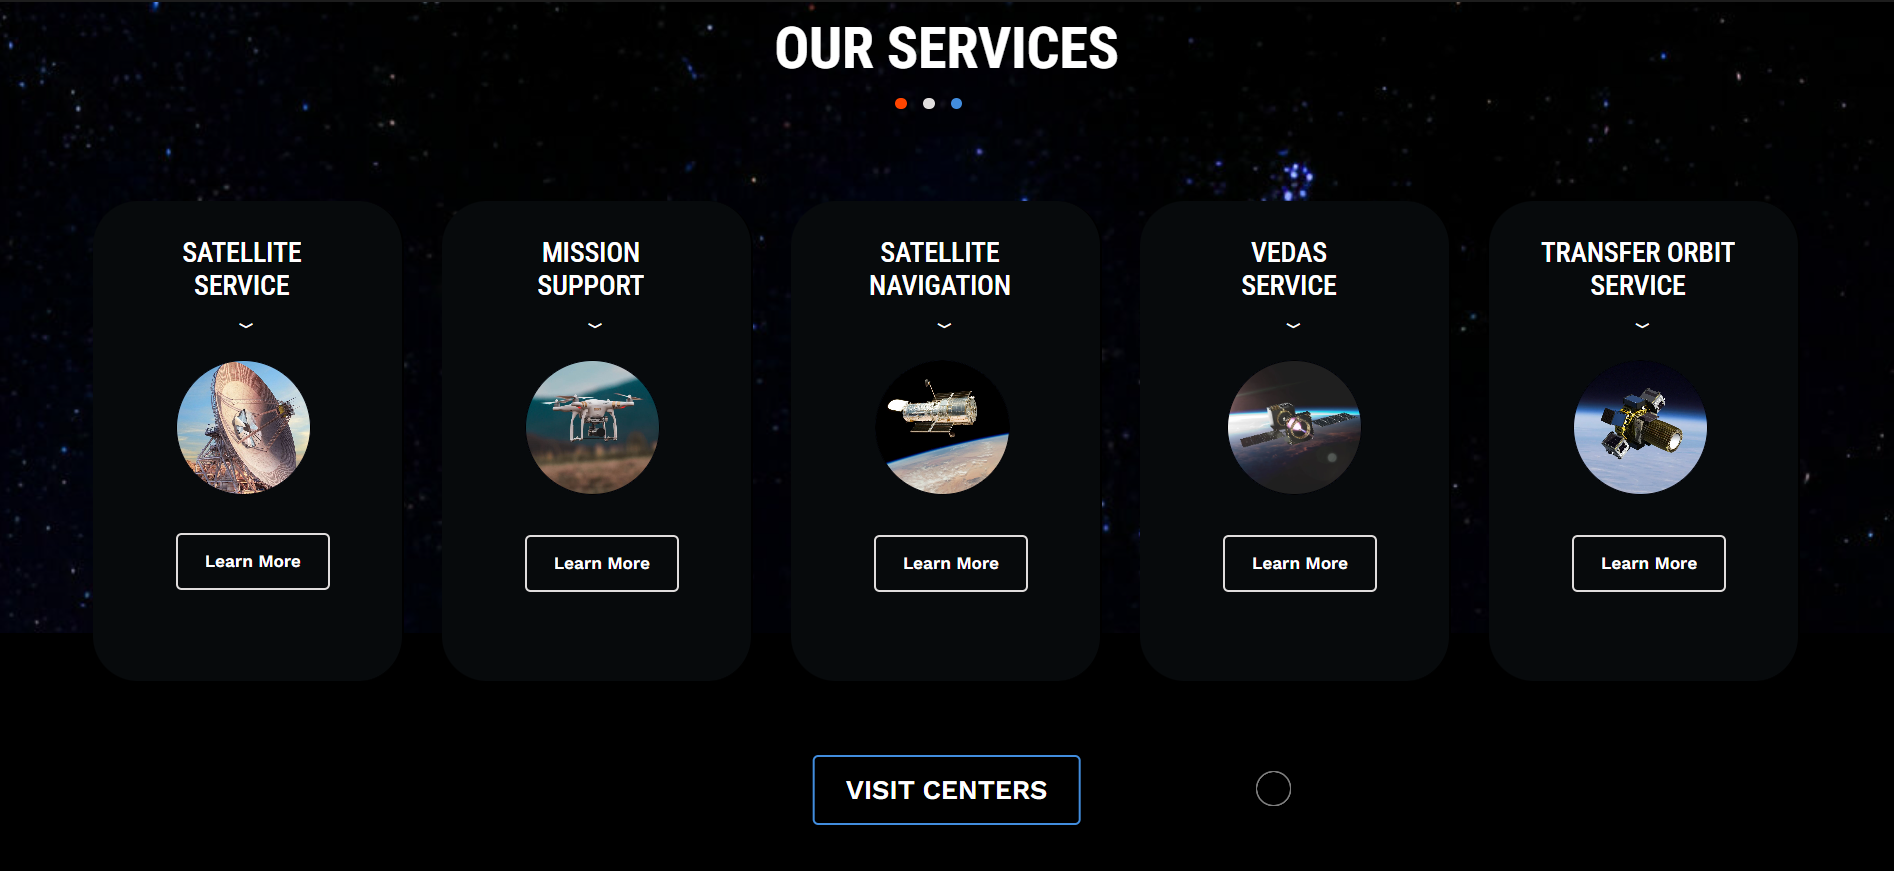 OUR SERVICES
SATELLITE
SERVICE
Learn More
MISSION
SUPPORT
Learn More
SATELLITE
NAVIGATION
Learn More
VEDAS
SERVICE
Learn More
TRANSFER ORBIT
SERVICE
Learn More
VISIT CENTERS